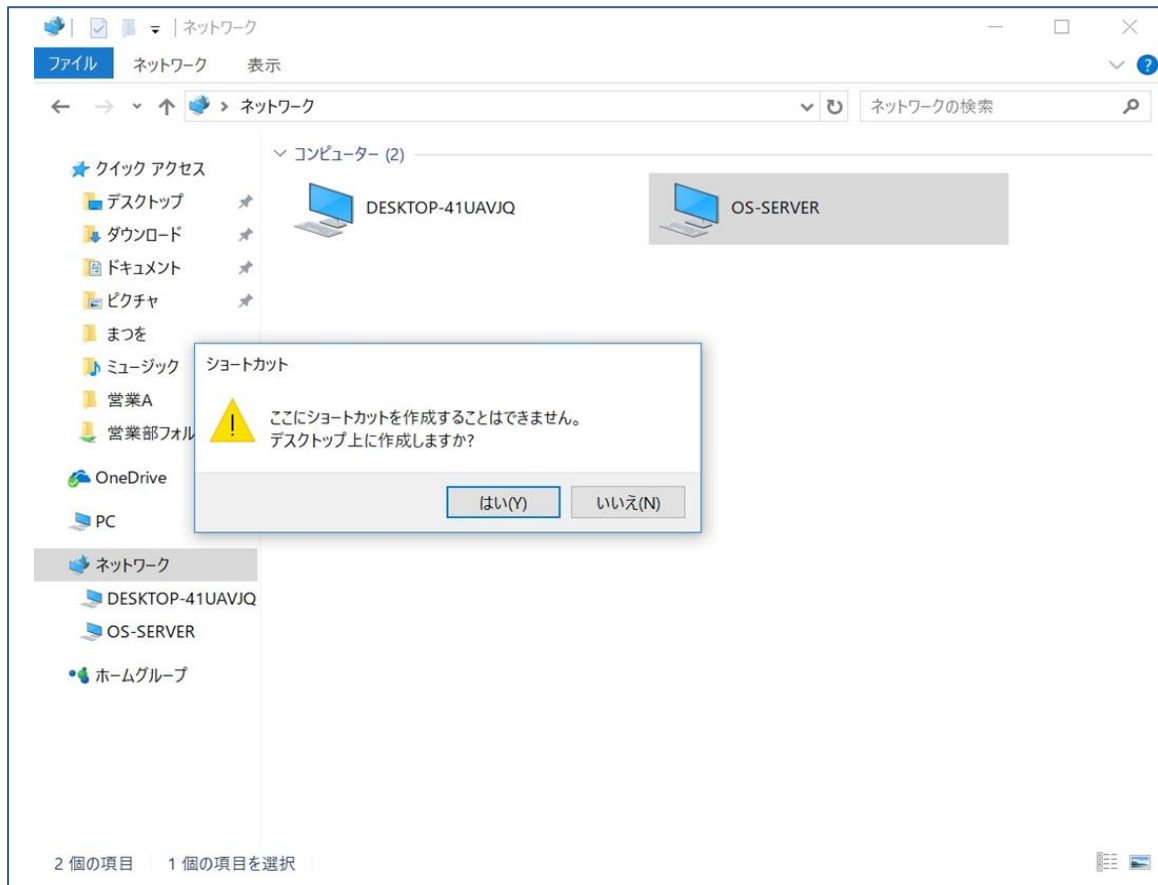 ネットワーク
ファイル ネットワーク 表示
ネットワーク ネットワークの検索
クイック アクセス
デスクトップ
ダウンロード
ドキュメント
ピクチャ
まつを
ミュージック
営業A
営業部フォル
OneDrive
PC
ネットワーク
DESKTOP-41UAVJQ
OS-SERVER
ホームグループ
コンピューター (2)
DESKTOP-41UAVJQ OS-SERVER
ショートカット
ここにショートカットを作成することはできません。
デスクトップ上に作成しますか?
はい(Y) いいえ(N)
2 個の項目 1 個の項目を選択